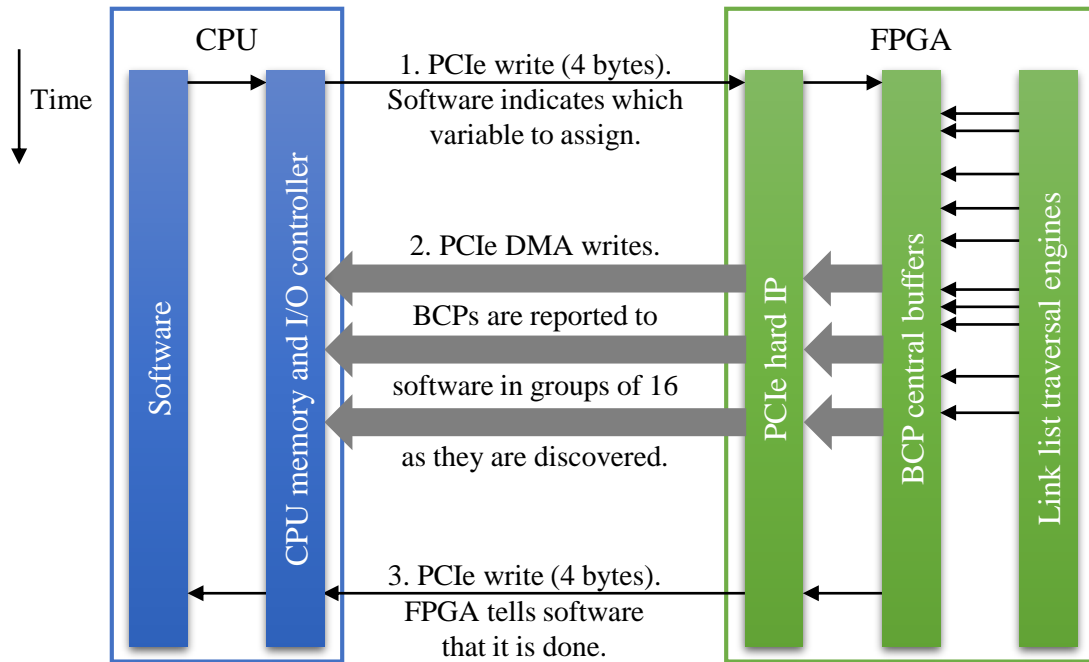 CPU
FPGA
Time
1. PCIe write (4 bytes).
Software indicates which
variable to assign.
2. PCIe DMA writes.
BCPs are reported to
software in groups of 16
as they are discovered.
3. PCIe write (4 bytes).
FPGA tells software
that it is done.
Software
CPU memory and I/O controller
PCIe hard IP
BCP central buffers
Link list traversal engines